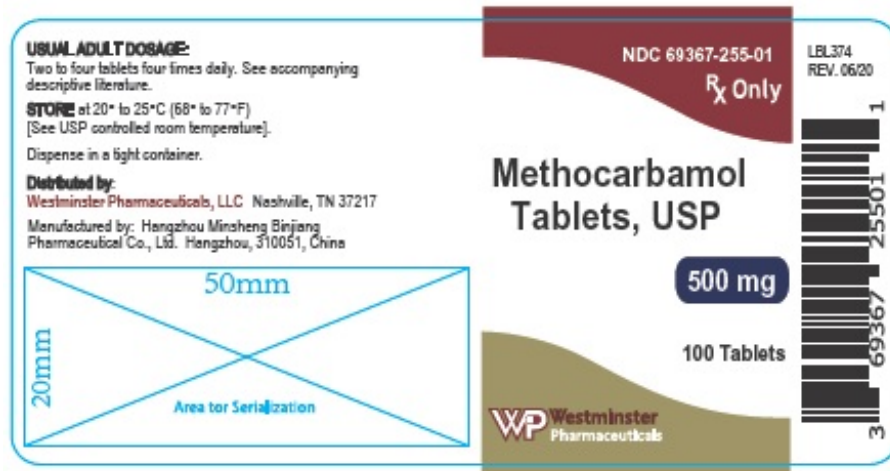 USUAL ADULT DOSAGE:
Two to four tablets four times daily. See accompanying
descriptive literature.
STORE at 20° to 25°C (68° to 77°F)
[See USP controlled room temperature].
Dispense in a tight container.
Distributed by:
Westminster Pharmaceuticals, LLC Nashville, TN 37217
Manufactured by: Hangzhou Minsheng Binjiang
Pharmaceutical Co., Ltd. Hangzhou, 310051, China
50mm
20mm
Area for Serialization
NDC 69367-255-01
Rx Only
Methocarbamol
Tablets, USP
500 mg
100 Tablets
WP Westminster
Pharmaceuticals
LBL374
REV. 06/20
3 69367 25501 1